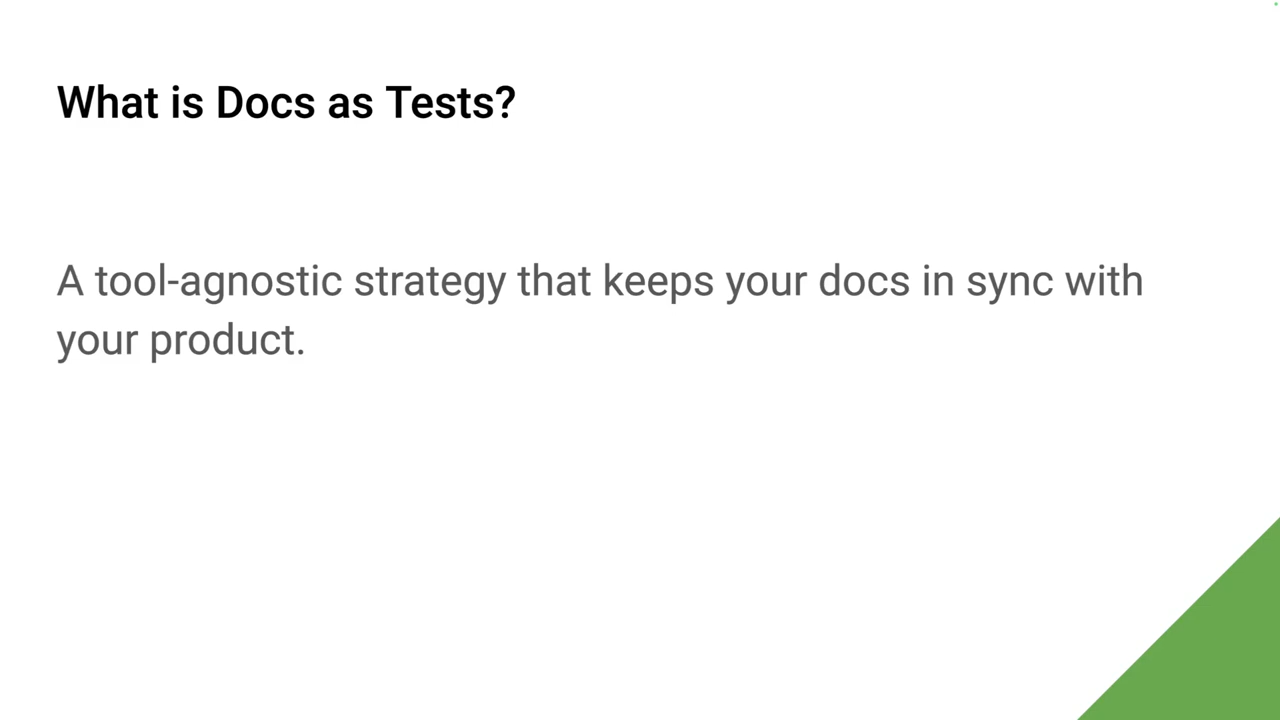 What is Docs as Tests?
A tool-agnostic strategy that keeps your docs in sync with
your product.